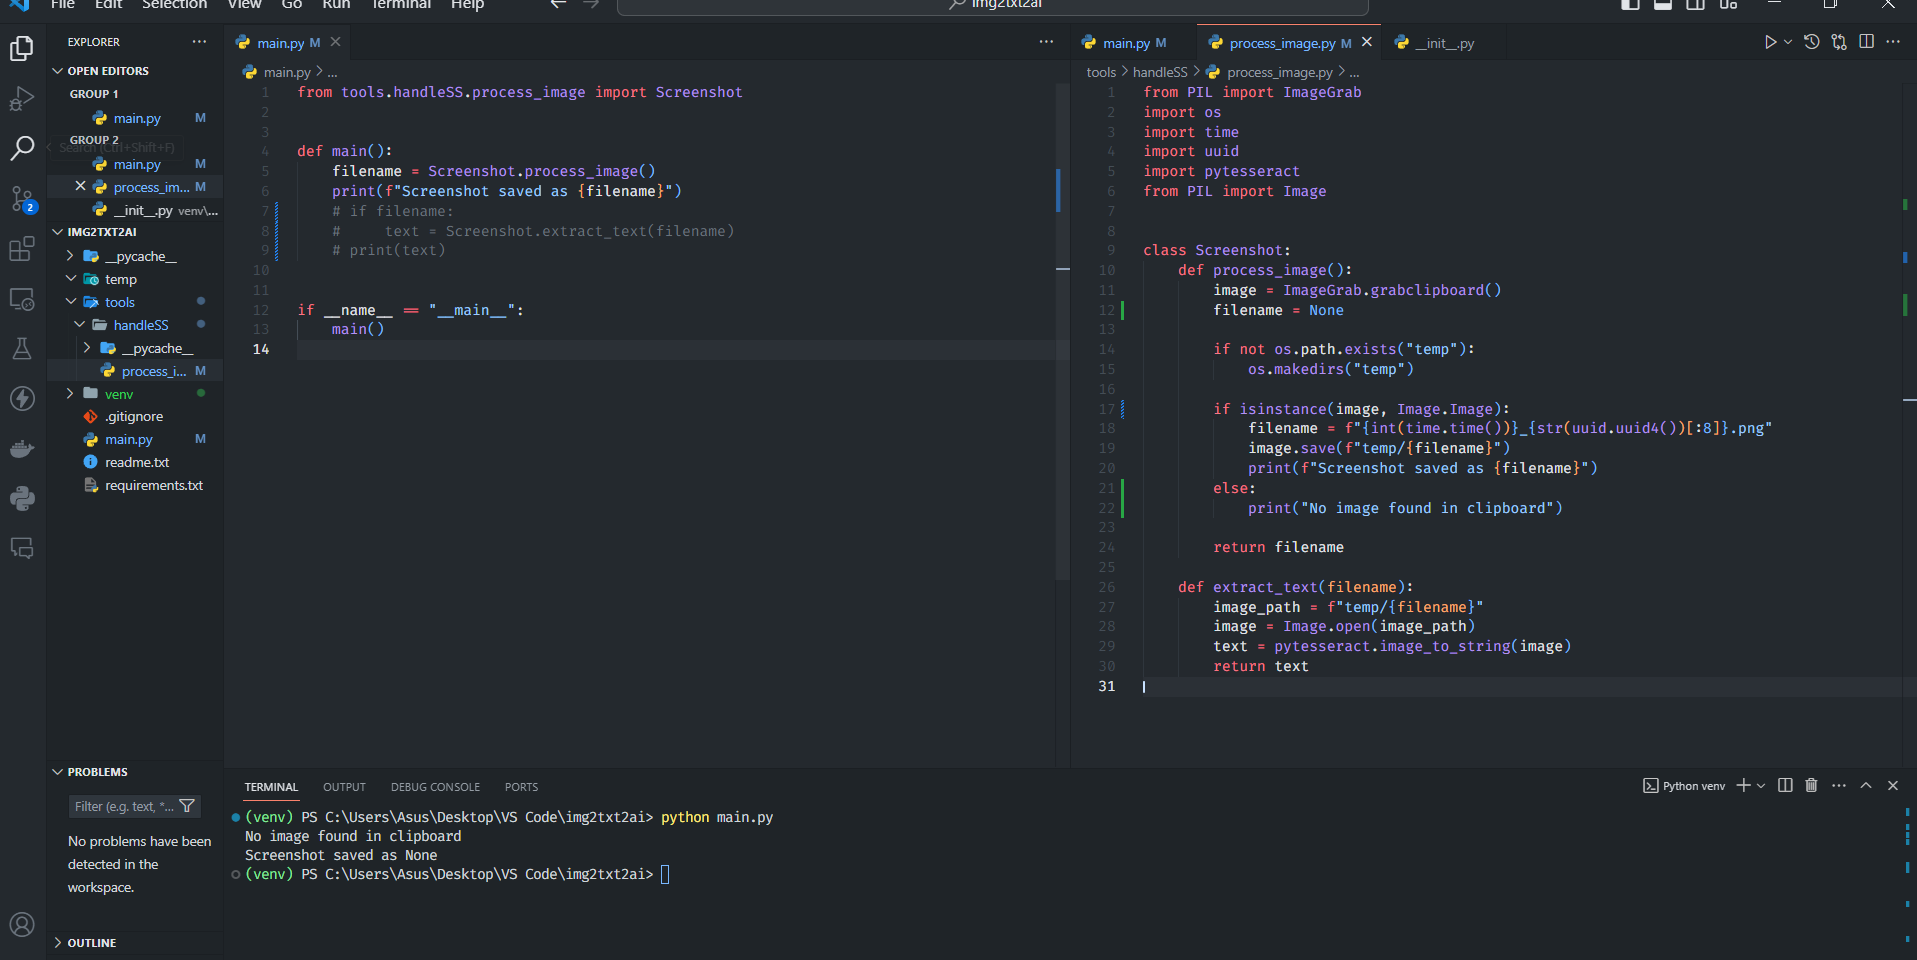 File Edit Selection View Go Run Terminal Help
img2txt2ai
EXPLORER
OPEN EDITORS
GROUP 1
main.py M
GROUP 2
Search (Ctrl+Shift+F)
main.py M
process_im... M
__init__.py venv\...
IMG2TXT2AI
__pycache__
temp
tools
handleSS
__pycache__
process_i... M
venv
.gitignore
main.py M
readme.txt
requirements.txt
2
PROBLEMS
Filter (e.g. text, *...
No problems have been
detected in the
workspace.
OUTLINE
main.py M
main.py > ...
1 from tools.handleSS.process_image import Screenshot
2
3
4 def main():
5 filename = Screenshot.process_image()
6 print(f"Screenshot saved as {filename}")
7 # if filename:
8 #     text = Screenshot.extract_text(filename)
9 # print(text)
10
11
12 if __name__ == "__main__":
13 main()
14
main.py M process_image.py M __init__.py
tools > handleSS > process_image.py > ...
1 from PIL import ImageGrab
2 import os
3 import time
4 import uuid
5 import pytesseract
6 from PIL import Image
7
8
9 class Screenshot:
10 def process_image():
11 image = ImageGrab.grabclipboard()
12 filename = None
13
14 if not os.path.exists("temp"):
15 os.makedirs("temp")
16
17 if isinstance(image, Image.Image):
18 filename = f"{int(time.time())}_{str(uuid.uuid4())[:8]}.png"
19 image.save(f"temp/{filename}")
20 print(f"Screenshot saved as {filename}")
21 else:
22 print("No image found in clipboard")
23
24 return filename
25
26 def extract_text(filename):
27 image_path = f"temp/{filename}"
28 image = Image.open(image_path)
29 text = pytesseract.image_to_string(image)
30 return text
31
TERMINAL OUTPUT DEBUG CONSOLE PORTS
Python venv
(venv) PS C:\Users\Asus\Desktop\VS Code\img2txt2ai> python main.py
No image found in clipboard
Screenshot saved as None
(venv) PS C:\Users\Asus\Desktop\VS Code\img2txt2ai>